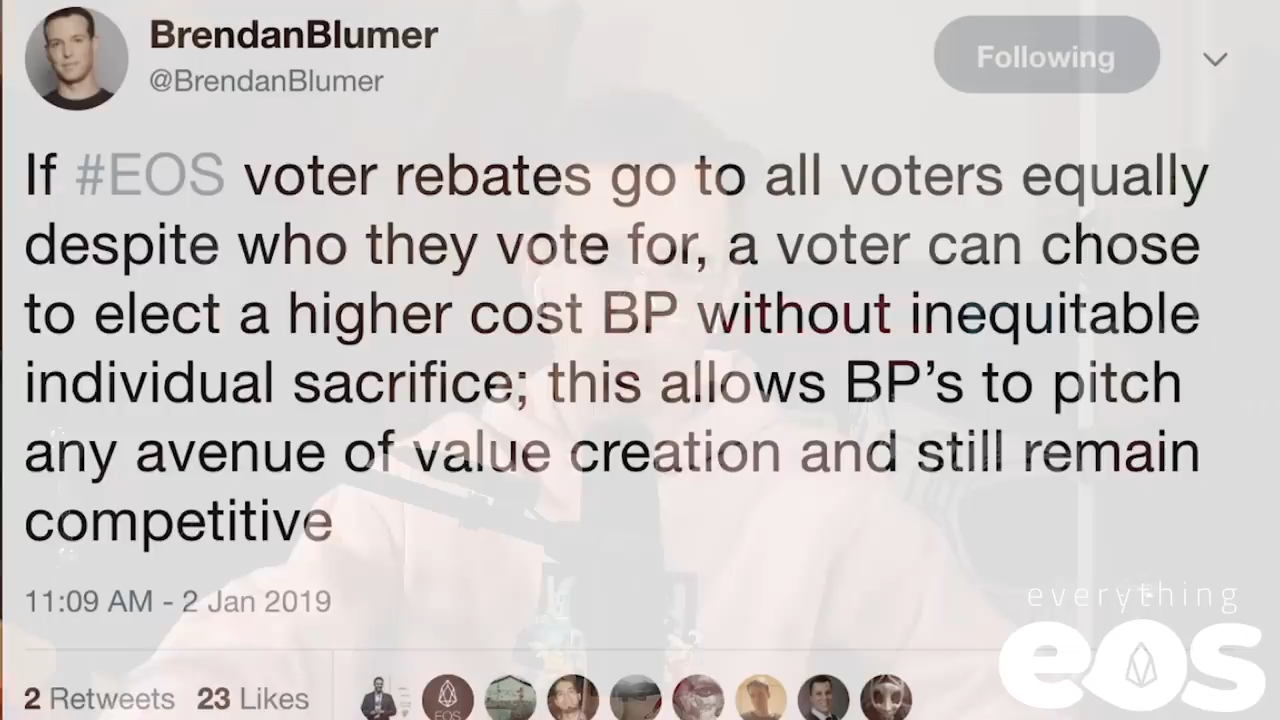 BrendanBlumer
@BrendanBlumer
Following
If #EOS voter rebates go to all voters equally
despite who they vote for, a voter can chose
to elect a higher cost BP without inequitable
individual sacrifice; this allows BP's to pitch
any avenue of value creation and still remain
competitive
11:09 AM - 2 Jan 2019
2 Retweets 23 Likes
EOS
everything
eos